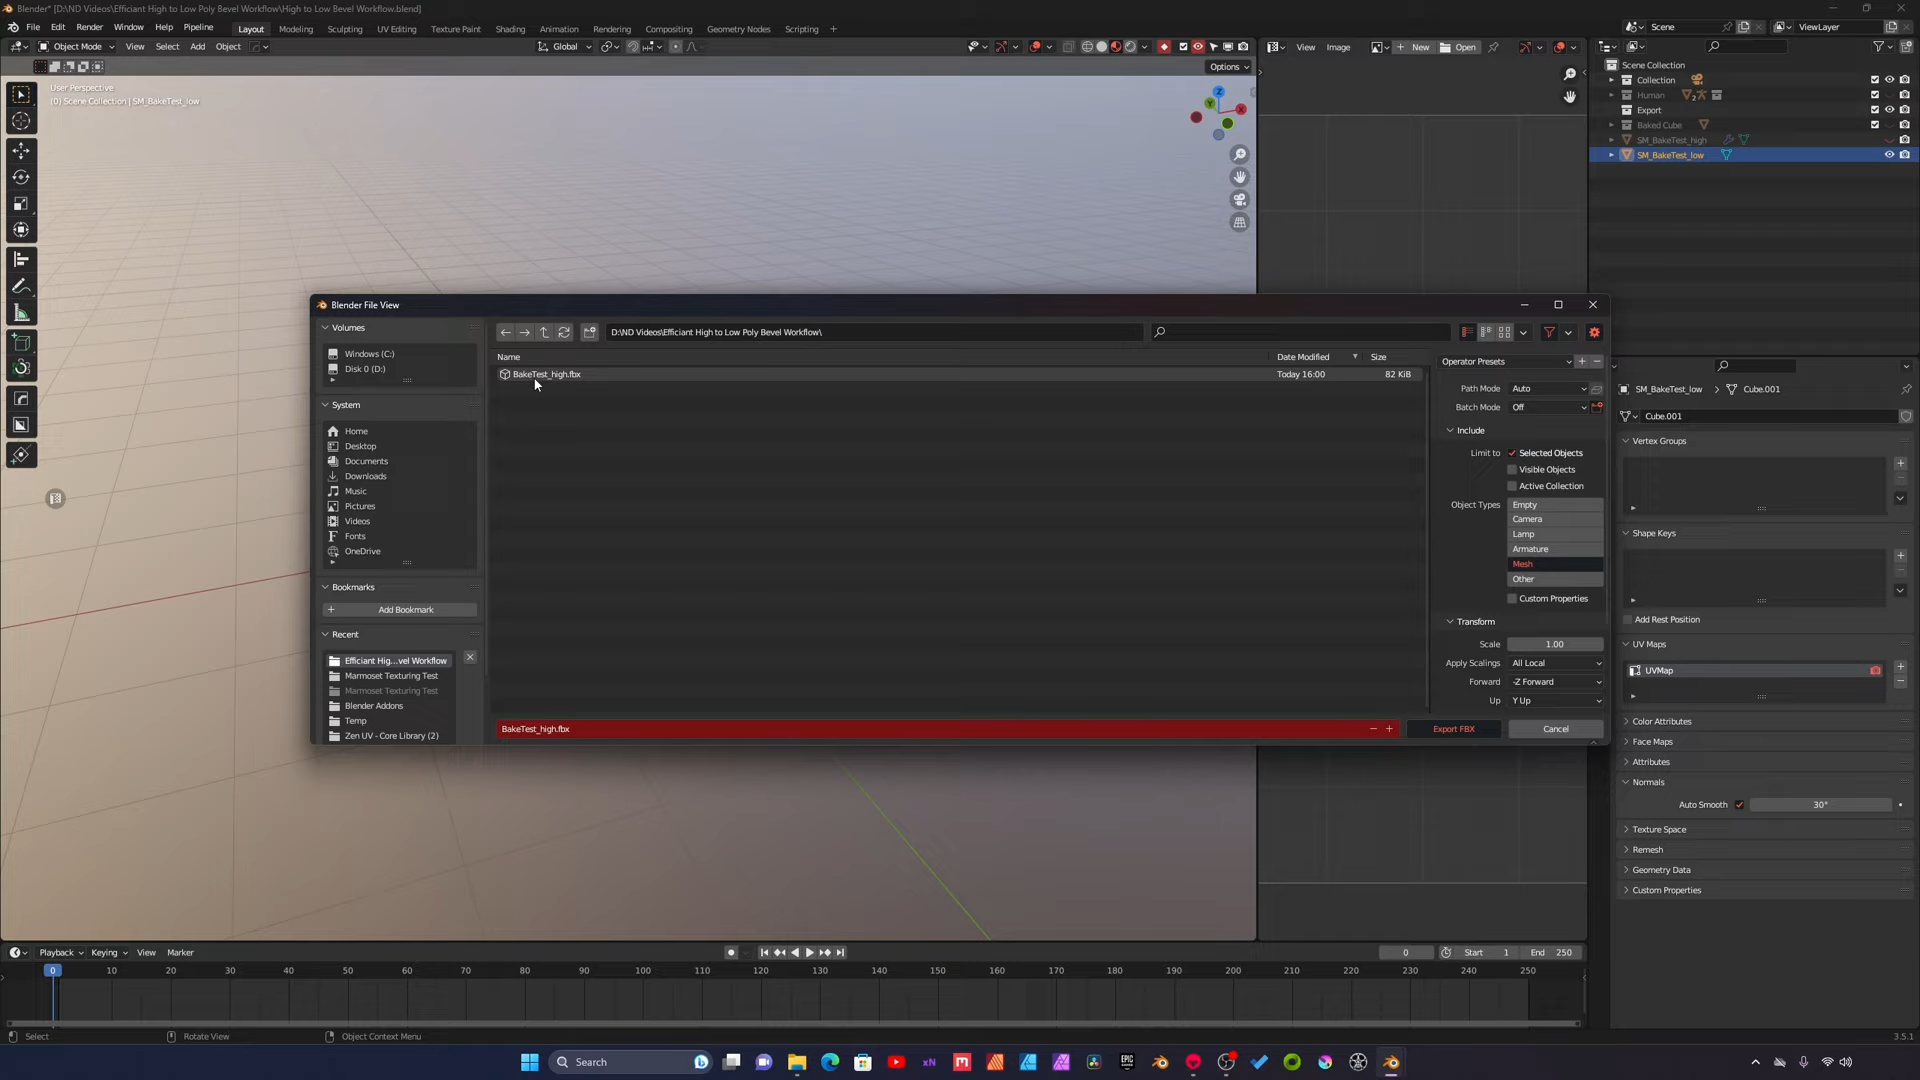 Blender* [D:\ND Videos\Efficiant High to Low Poly Bevel Workflow\High to Low Bevel Workflow.blend]
File Edit Render Window Help Pipeline
Layout Modeling Sculpting UV Editing Texture Paint Shading Animation Rendering Compositing Geometry Nodes Scripting +
Scene
ViewLayer
Object Mode View Select Add Object
Global
View Image
New
Open
Options
User Perspective
(0) Scene Collection | SM_BakeTest_low
Z
Y
X
Scene Collection
Collection
Human
2
Export
Baked Cube
SM_BakeTest_high
SM_BakeTest_low
Blender File View
Volumes
Windows (C:)
Disk 0 (D:)
System
Home
Desktop
Documents
Downloads
Music
Pictures
Videos
Fonts
OneDrive
Bookmarks
Add Bookmark
Recent
Efficiant Hig...vel Workflow
Marmoset Texturing Test
Marmoset Texturing Test
Blender Addons
Temp
Zen UV - Core Library (2)
D:\ND Videos\Efficiant High to Low Poly Bevel Workflow\
Name Date Modified Size
BakeTest_high.fbx Today 16:00 82 KiB
BakeTest_high.fbx
Operator Presets
Path Mode Auto
Batch Mode Off
Include
Limit to Selected Objects
Visible Objects
Active Collection
Object Types Empty
Camera
Lamp
Armature
Mesh
Other
Custom Properties
Transform
Scale 1.00
Apply Scalings All Local
Forward -Z Forward
Up Y Up
Export FBX Cancel
SM_BakeTest_low > Cube.001
Cube.001
Vertex Groups
Shape Keys
Add Rest Position
UV Maps
UVMap
Color Attributes
Face Maps
Attributes
Normals
Auto Smooth 30°
Texture Space
Remesh
Geometry Data
Custom Properties
Playback Keying View Marker
0 Start 1 End 250
0 10 20 30 40 50 60 70 80 90 100 110 120 130 140 150 160 170 180 190 200 210 220 230 240 250
Select Rotate View Object Context Menu
3.5.1
Search
xN
EPIC